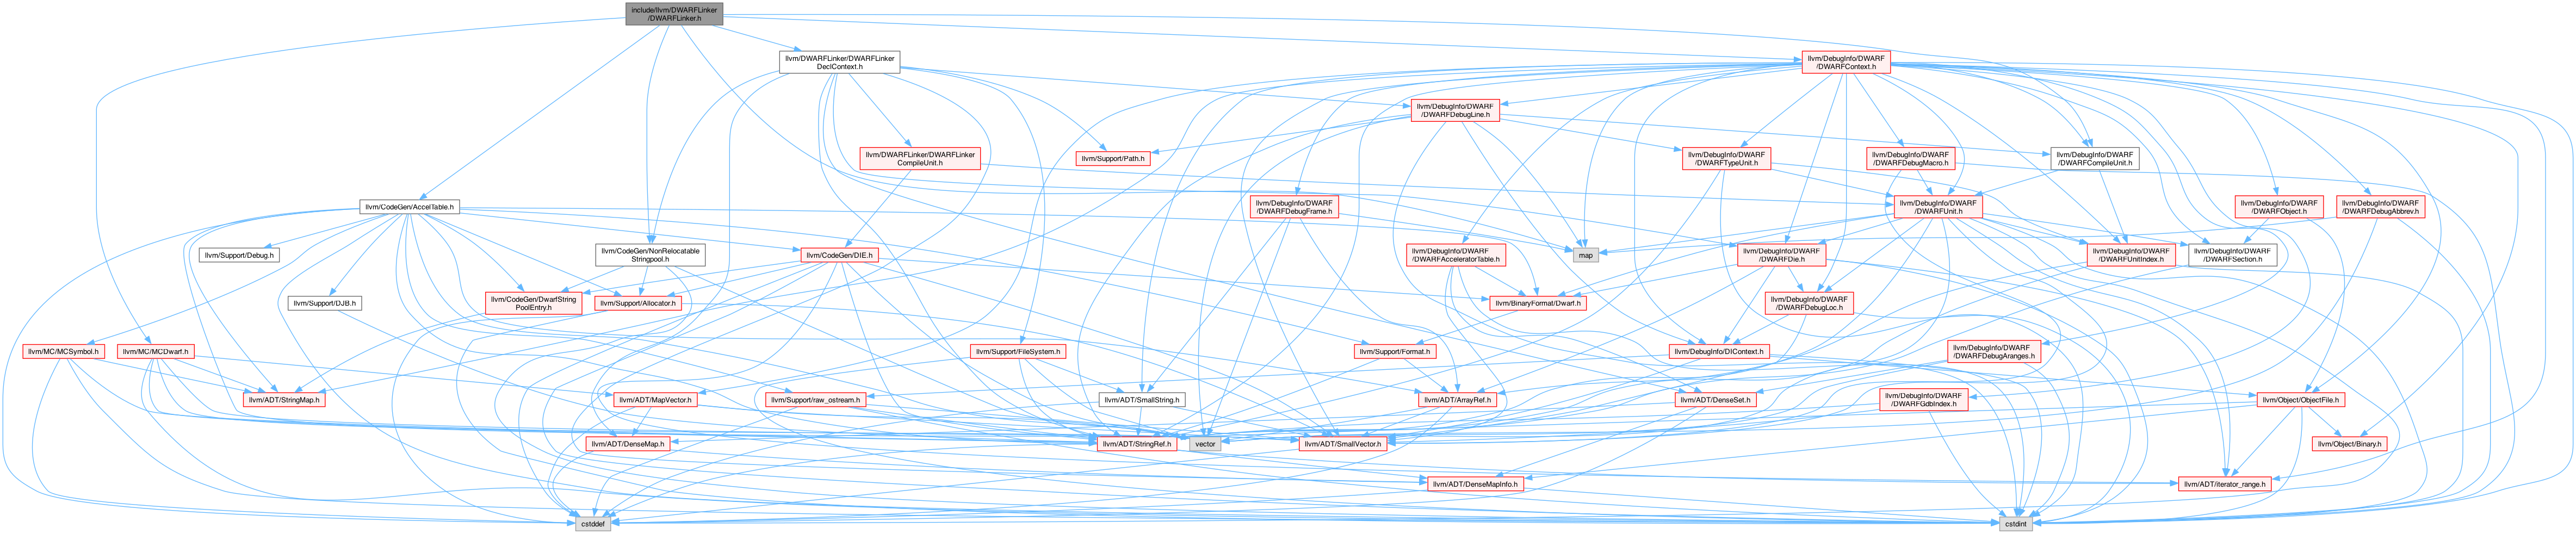 include/llvm/DWARFLinker
/DWARFLinker.h
llvm/DWARFLinker/DWARFLinker
DeclContext.h
llvm/DebugInfo/DWARF
/DWARFContext.h
llvm/DebugInfo/DWARF
/DWARFDebugLine.h
llvm/DWARFLinker/DWARFLinker
CompileUnit.h
llvm/Support/Path.h
llvm/DebugInfo/DWARF
/DWARFTypeUnit.h
llvm/DebugInfo/DWARF
/DWARFDebugMacro.h
llvm/DebugInfo/DWARF
/DWARFCompileUnit.h
llvm/CodeGen/AccelTable.h
llvm/DebugInfo/DWARF
/DWARFDebugFrame.h
llvm/DebugInfo/DWARF
/DWARFUnit.h
llvm/DebugInfo/DWARF
/DWARFObject.h
llvm/DebugInfo/DWARF
/DWARFDebugAbbrev.h
llvm/Support/Debug.h
llvm/CodeGen/NonRelocatable
Stringpool.h
llvm/CodeGen/DIE.h
llvm/DebugInfo/DWARF
/DWARFAcceleratorTable.h
map
llvm/DebugInfo/DWARF
/DWARFDie.h
llvm/DebugInfo/DWARF
/DWARFUnitIndex.h
llvm/DebugInfo/DWARF
/DWARFSection.h
llvm/Support/DJB.h
llvm/CodeGen/DwarfString
PoolEntry.h
llvm/Support/Allocator.h
llvm/BinaryFormat/Dwarf.h
llvm/DebugInfo/DWARF
/DWARFDebugLoc.h
llvm/MC/MCSymbol.h
llvm/MC/MCDwarf.h
llvm/Support/FileSystem.h
llvm/Support/Format.h
llvm/DebugInfo/DIContext.h
llvm/DebugInfo/DWARF
/DWARFDebugAranges.h
llvm/ADT/StringMap.h
llvm/ADT/MapVector.h
llvm/Support/raw_ostream.h
llvm/ADT/SmallString.h
llvm/ADT/ArrayRef.h
llvm/ADT/DenseSet.h
llvm/DebugInfo/DWARF
/DWARFGdbIndex.h
llvm/Object/ObjectFile.h
llvm/ADT/DenseMap.h
llvm/ADT/StringRef.h
vector
llvm/ADT/SmallVector.h
llvm/Object/Binary.h
llvm/ADT/DenseMapInfo.h
llvm/ADT/iterator_range.h
cstddef
cstdint